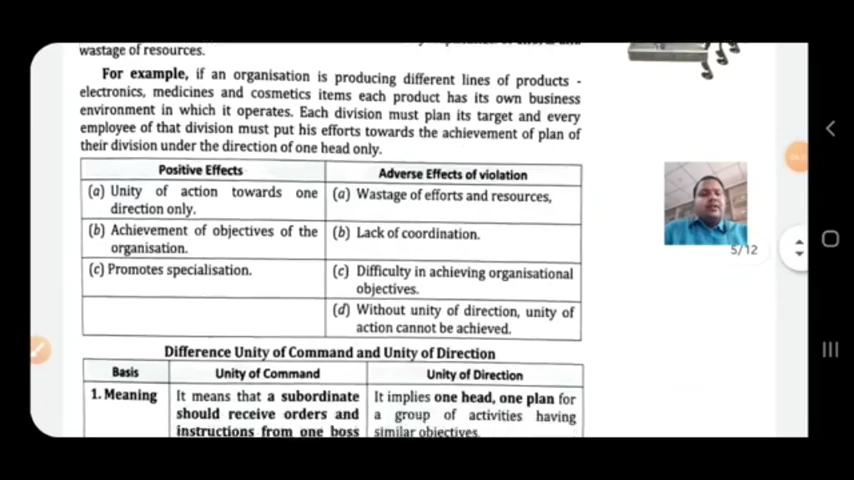 wastage of resources.
For example, if an organisation is producing different lines of products -
electronics, medicines and cosmetics items each product has its own business
environment in which it operates. Each division must plan its target and every
employee of that division must put his efforts towards the achievement of plan of
their division under the direction of one head only.
Positive Effects
Adverse Effects of violation
(a) Unity of action towards one
direction only.
(a) Wastage of efforts and resources,
(b) Achievement of objectives of the
organisation.
(b) Lack of coordination.
(c) Promotes specialisation.
(c) Difficulty in achieving organisational
objectives.
(d) Without unity of direction, unity of
action cannot be achieved.
Difference Unity of Command and Unity of Direction
Basis
Unity of Command
Unity of Direction
1. Meaning
It means that a subordinate
should receive orders and
instructions from one boss
It implies one head, one plan for
a group of activities having
similar objectives.
5/12